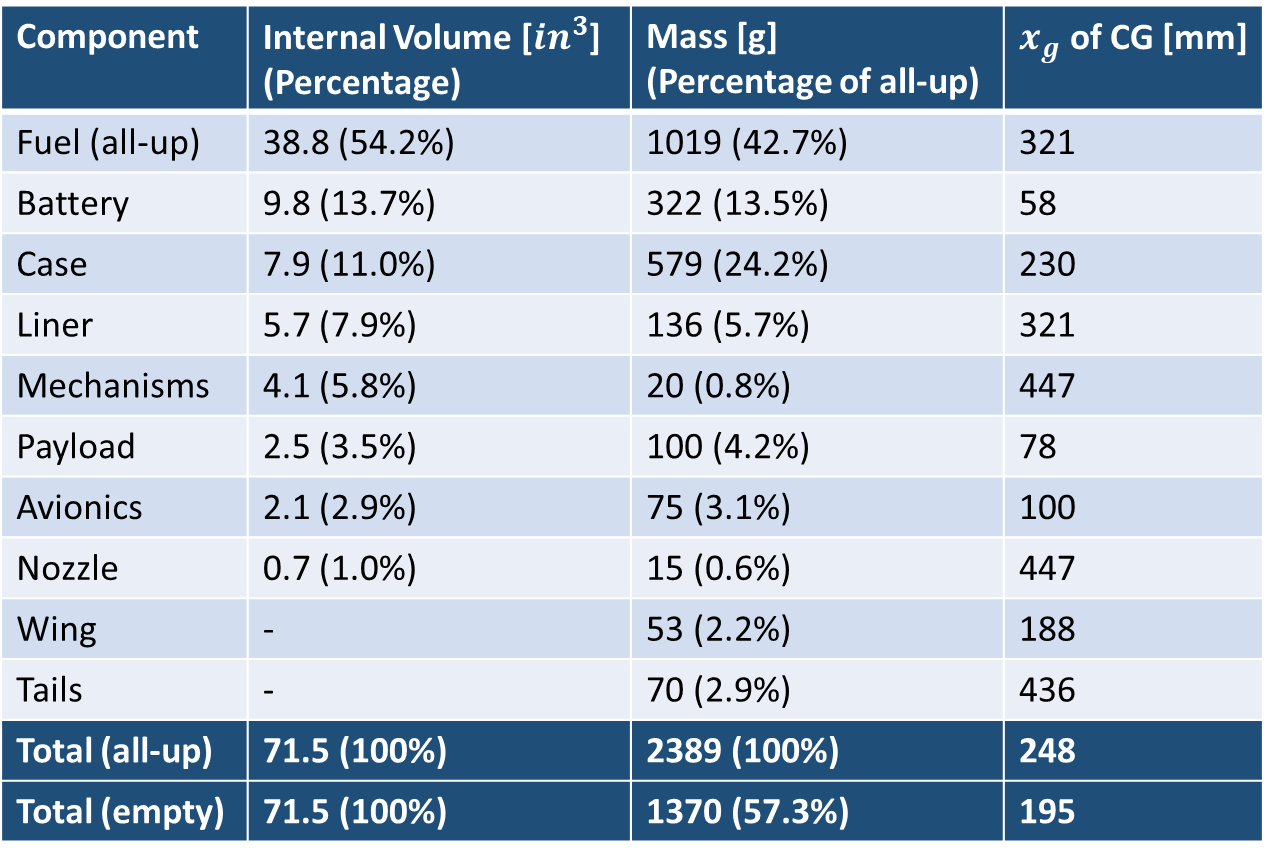 Component Internal Volume [in³] (Percentage) Mass [g] (Percentage of all-up) x_g of CG [mm]
Fuel (all-up) 38.8 (54.2%) 1019 (42.7%) 321
Battery 9.8 (13.7%) 322 (13.5%) 58
Case 7.9 (11.0%) 579 (24.2%) 230
Liner 5.7 (7.9%) 136 (5.7%) 321
Mechanisms 4.1 (5.8%) 20 (0.8%) 447
Payload 2.5 (3.5%) 100 (4.2%) 78
Avionics 2.1 (2.9%) 75 (3.1%) 100
Nozzle 0.7 (1.0%) 15 (0.6%) 447
Wing - 53 (2.2%) 188
Tails - 70 (2.9%) 436
Total (all-up) 71.5 (100%) 2389 (100%) 248
Total (empty) 71.5 (100%) 1370 (57.3%) 195